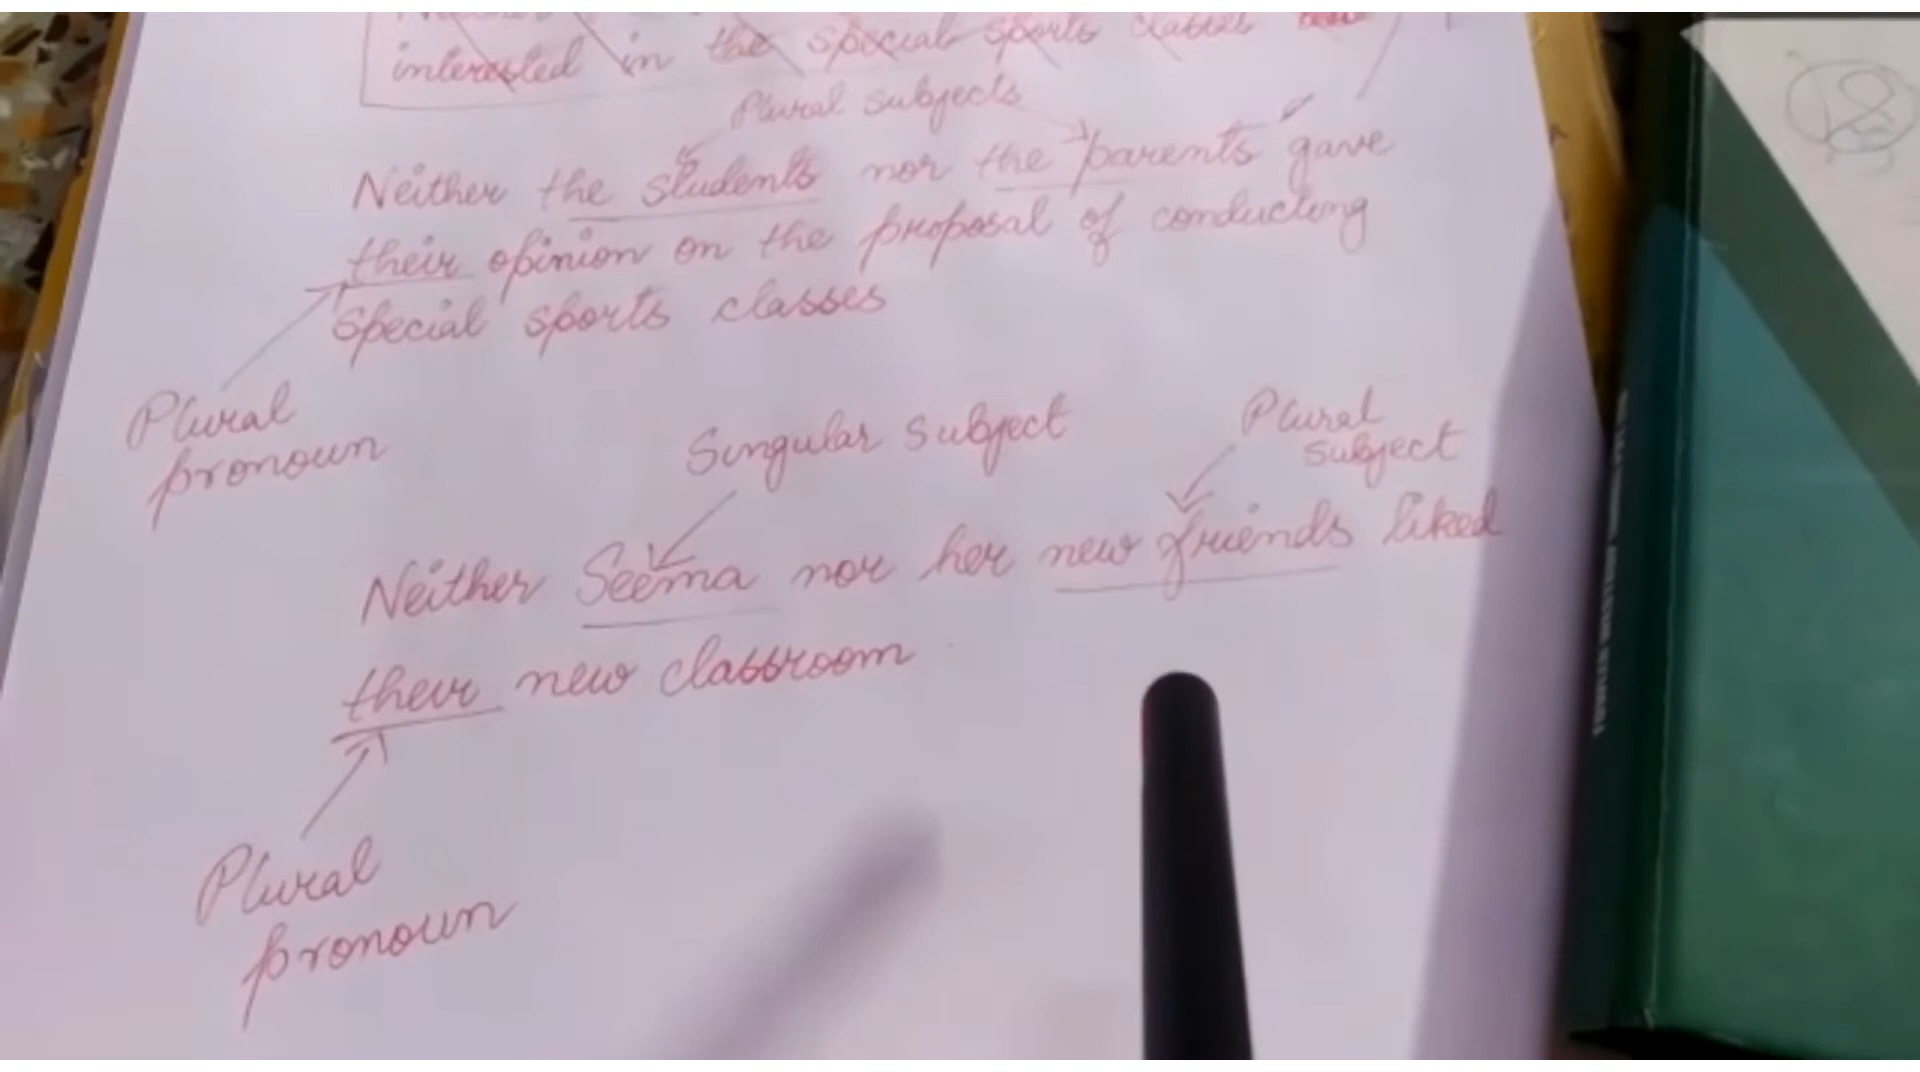 interested in the special sports classes
Plural subjects
Neither the students nor the parents gave
their opinion on the proposal of conducting
special sports classes
Plural
pronoun
Singular subject
Plural
subject
Neither Seema nor her new friends liked
their new classroom
Plural
pronoun